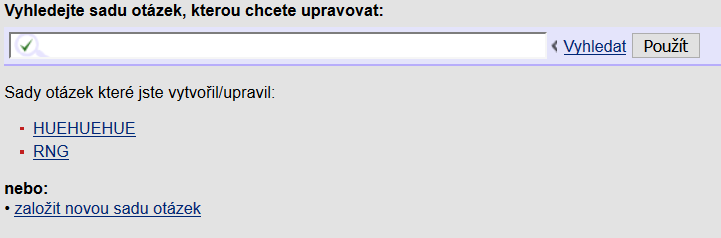 Vyhledejte sadu otázek, kterou chcete upravovat:
Vyhledat Použít
Sady otázek které jste vytvořil/upravil:
HUEHUEHUE
RNG
nebo:
• založit novou sadu otázek